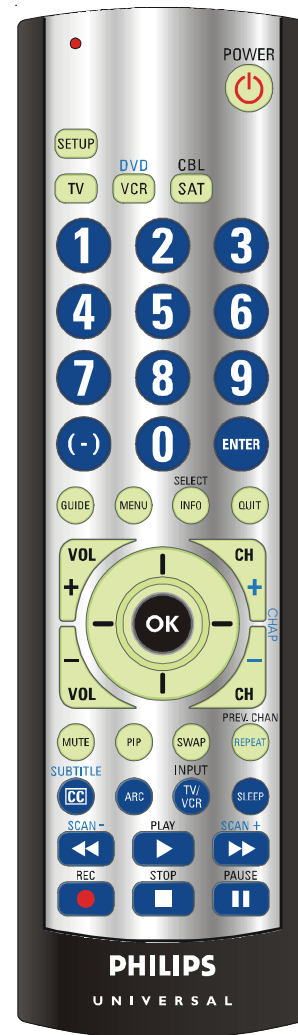 POWER
SETUP
DVD CBL
TV VCR SAT
1 2 3
4 5 6
7 8 9
(-) 0 ENTER
SELECT
GUIDE MENU INFO QUIT
VOL CH
+ +
OK
CHAP
- -
VOL CH
PREV. CHAN
MUTE PIP SWAP REPEAT
SUBTITLE INPUT
CC ARC TV/VCR SLEEP
SCAN - PLAY SCAN +
REC STOP PAUSE
PHILIPS
UNIVERSAL